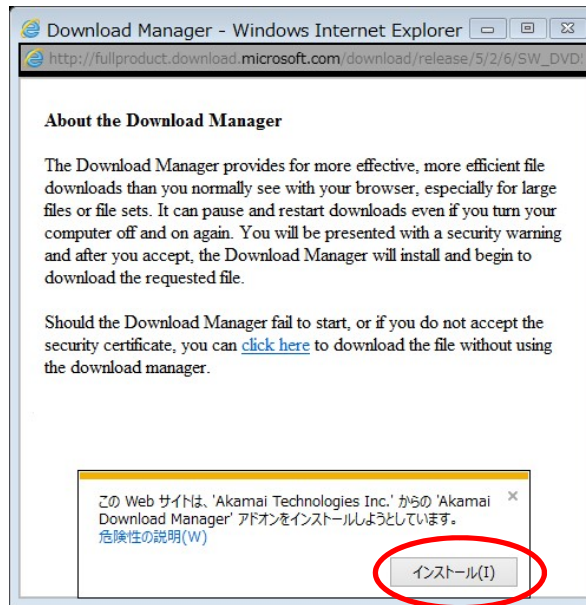 Download Manager - Windows Internet Explorer
http://fullproduct.download.microsoft.com/download/release/5/2/6/SW_DVD
About the Download Manager
The Download Manager provides for more effective, more efficient file
downloads than you normally see with your browser, especially for large
files or file sets. It can pause and restart downloads even if you turn your
computer off and on again. You will be presented with a security warning
and after you accept, the Download Manager will install and begin to
download the requested file.
Should the Download Manager fail to start, or if you do not accept the
security certificate, you can click here to download the file without using
the download manager.
この Web サイトは、'Akamai Technologies Inc.' からの 'Akamai
Download Manager' アドオンをインストールしようとしています。
危険性の説明(W)
インストール(I)